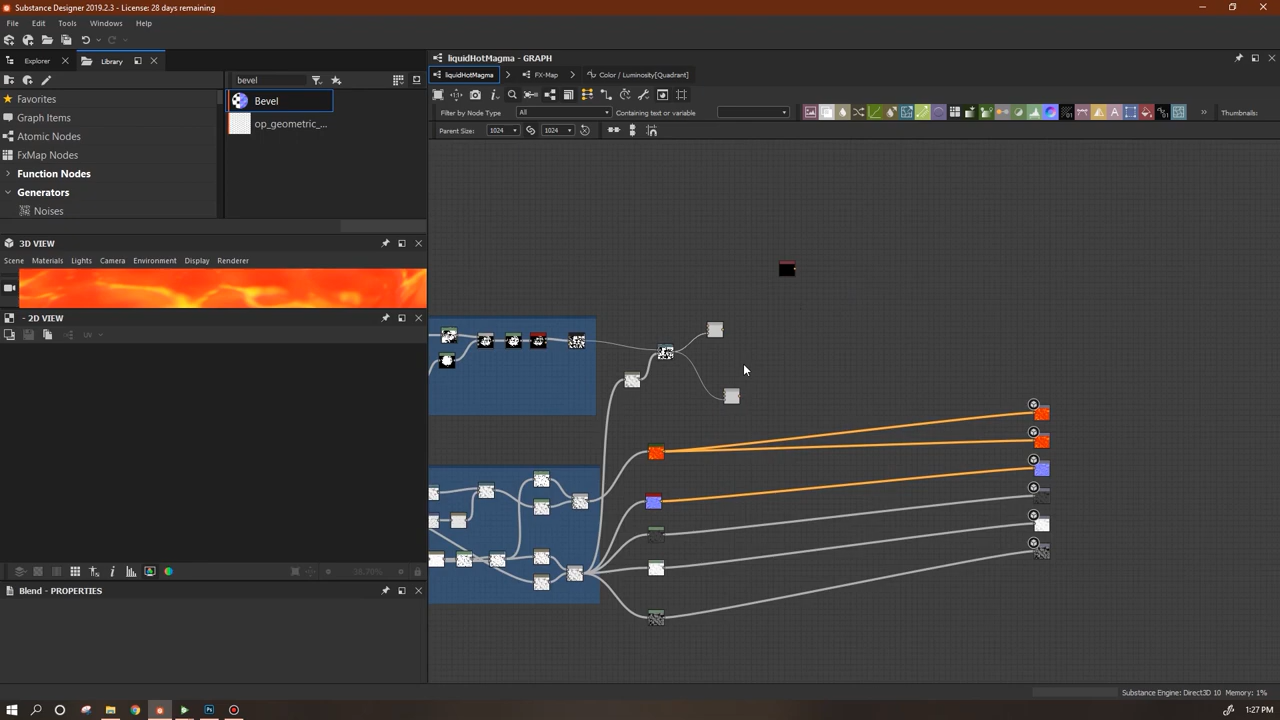 Substance Designer 2019.2.3 - License: 28 days remaining
File Edit Tools Windows Help
Explorer Library
bevel
Bevel
op_geometric_...
Favorites
Graph Items
Atomic Nodes
FxMap Nodes
Function Nodes
Generators
Noises
3D VIEW
Scene Materials Lights Camera Environment Display Renderer
- 2D VIEW
UV
36.70%
Blend - PROPERTIES
liquidHotMagma - GRAPH
liquidHotMagma FX-Map Color / Luminosity[Quadrant]
Filter by Node Type All Containing text or variable Thumbnails:
Parent Size: 1024 1024
Substance Engine: Direct3D 10 Memory: 1%
1:27 PM